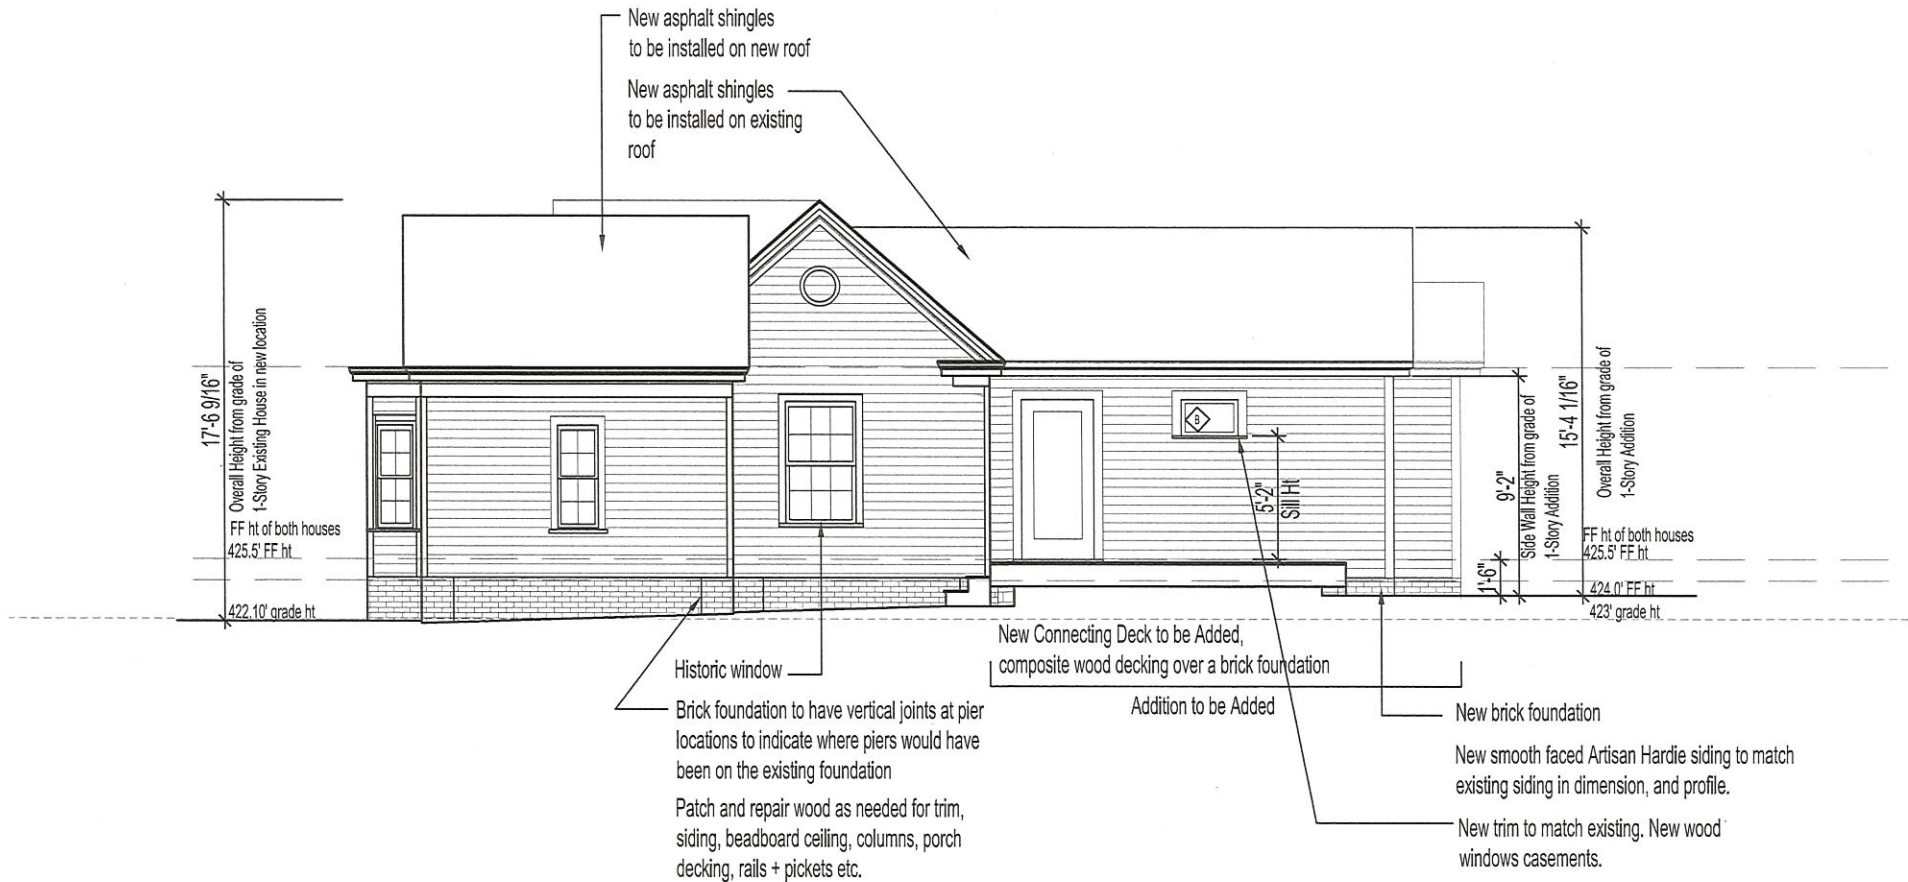 New asphalt shingles
to be installed on new roof
New asphalt shingles
to be installed on existing
roof
17'-6 9/16"
Overall Height from grade of
1-Story Existing House in new location
FF ht of both houses
425.5' FF ht
422.10' grade ht
B
5'-2"
Sill Ht
1'-6"
9'-2"
Side Wall Height from grade of
1-Story Addition
15'-4 1/16"
Overall Height from grade of
1-Story Addition
FF ht of both houses
425.5' FF ht
424.0' FF ht
423' grade ht
New Connecting Deck to be Added,
composite wood decking over a brick foundation
Addition to be Added
Historic window
Brick foundation to have vertical joints at pier
locations to indicate where piers would have
been on the existing foundation
Patch and repair wood as needed for trim,
siding, beadboard ceiling, columns, porch
decking, rails + pickets etc.
New brick foundation
New smooth faced Artisan Hardie siding to match
existing siding in dimension, and profile.
New trim to match existing. New wood
windows casements.